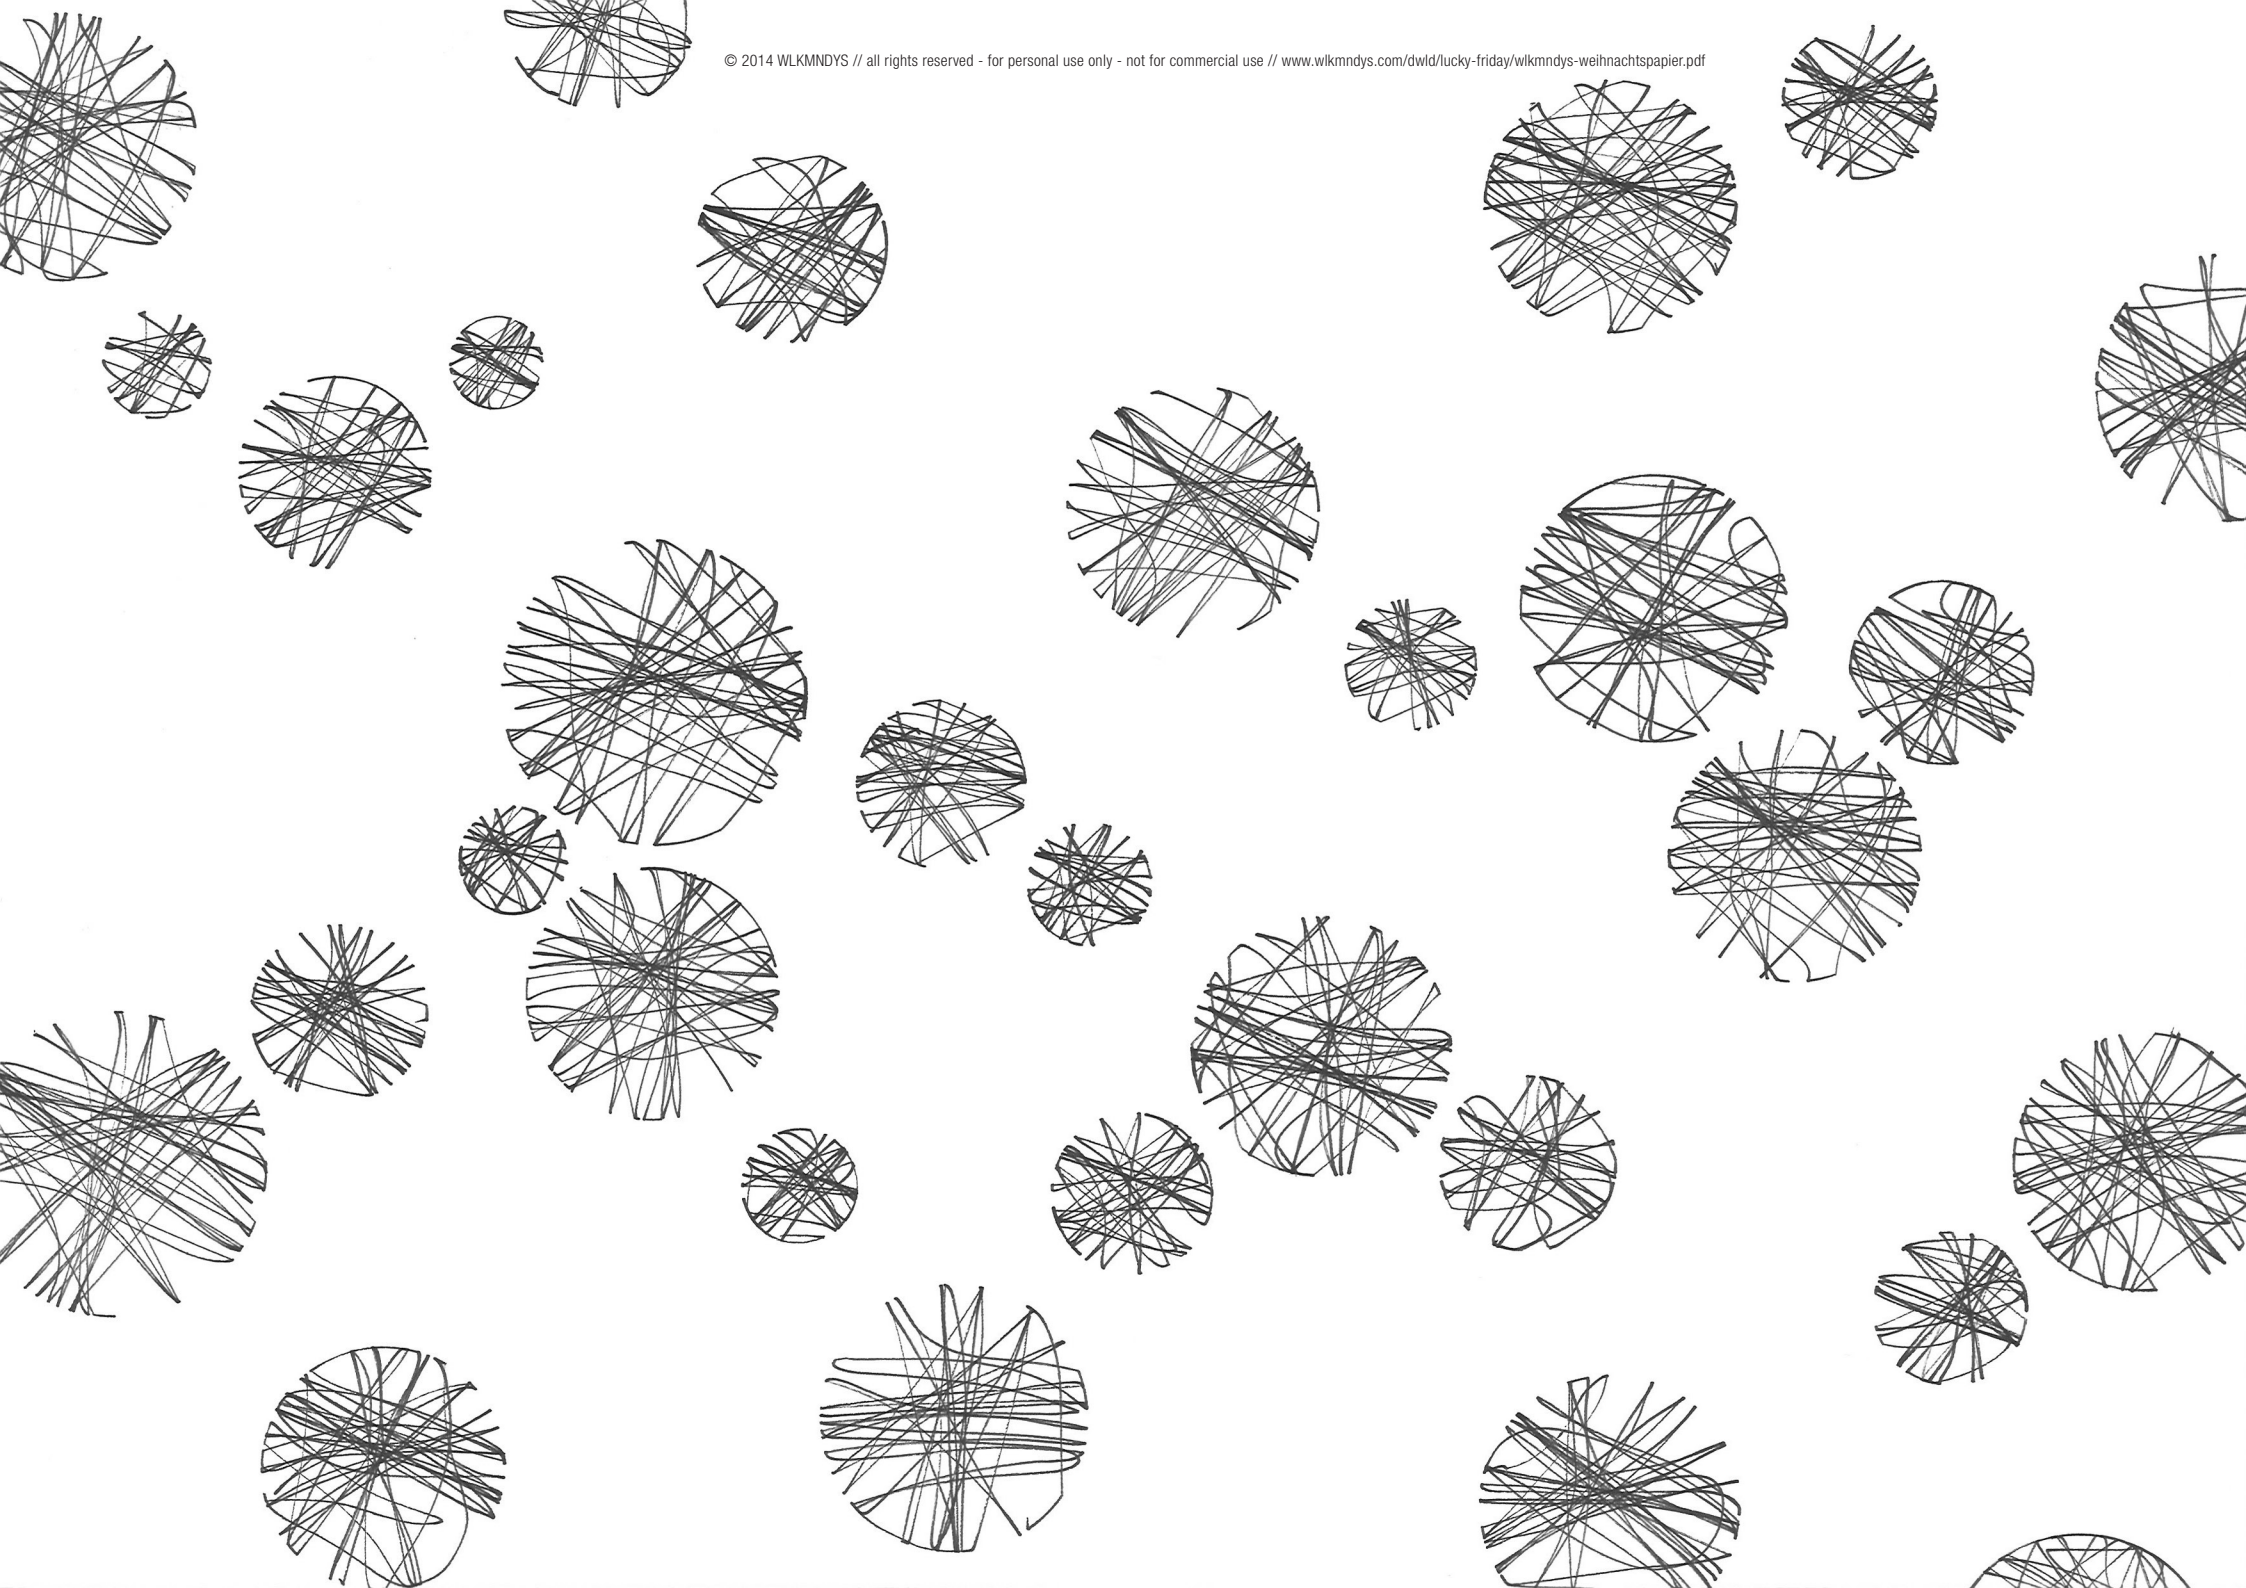 © 2014 WLKMNDYS // all rights reserved - for personal use only - not for commercial use // www.wlkmndys.com/dwld/lucky-friday/wlkmndys-weihnachtspapier.pdf